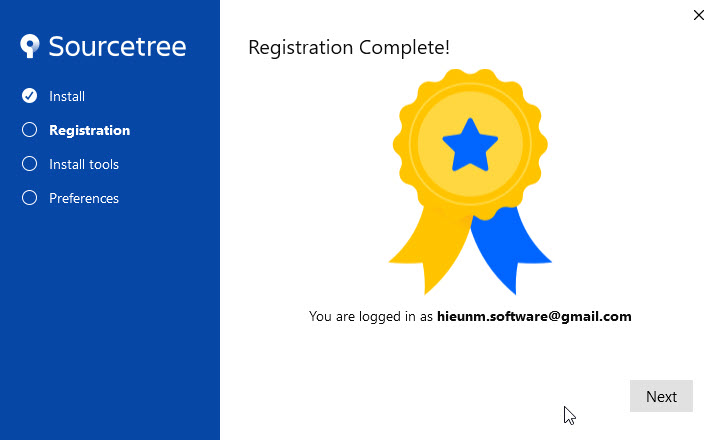 Sourcetree
Install
Registration
Install tools
Preferences
Registration Complete!
You are logged in as hieunm.software@gmail.com
Next